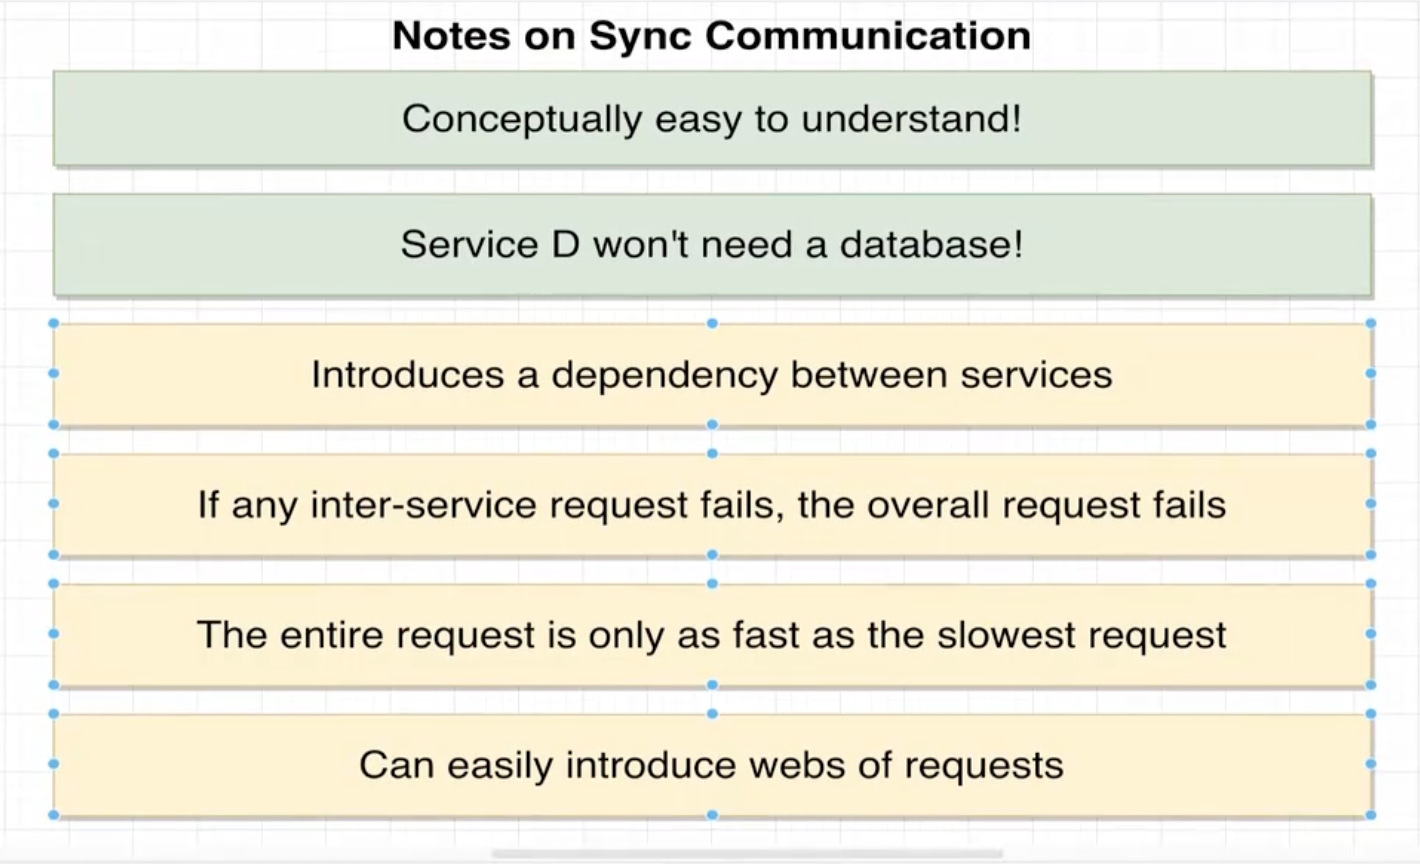 Notes on Sync Communication
Conceptually easy to understand!
Service D won't need a database!
Introduces a dependency between services
If any inter-service request fails, the overall request fails
The entire request is only as fast as the slowest request
Can easily introduce webs of requests